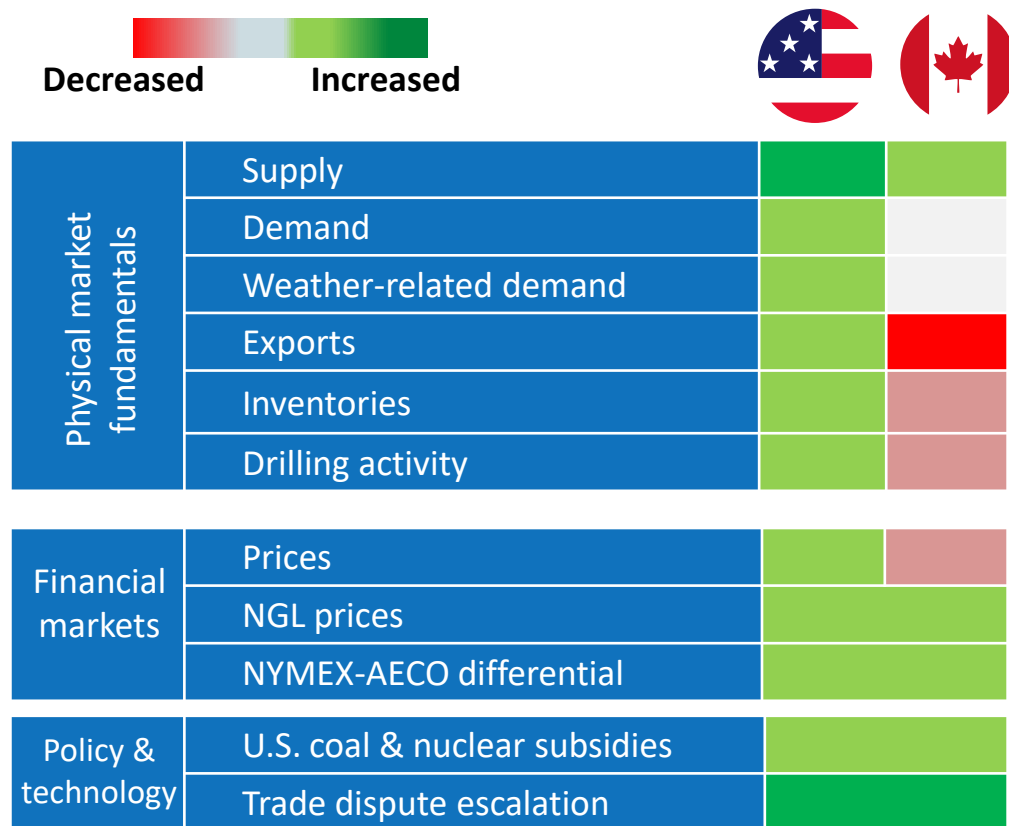 Decreased
Increased
Physical market
fundamentals
Supply
Demand
Weather-related demand
Exports
Inventories
Drilling activity
Financial
markets
Prices
NGL prices
NYMEX-AECO differential
Policy &
technology
U.S. coal & nuclear subsidies
Trade dispute escalation